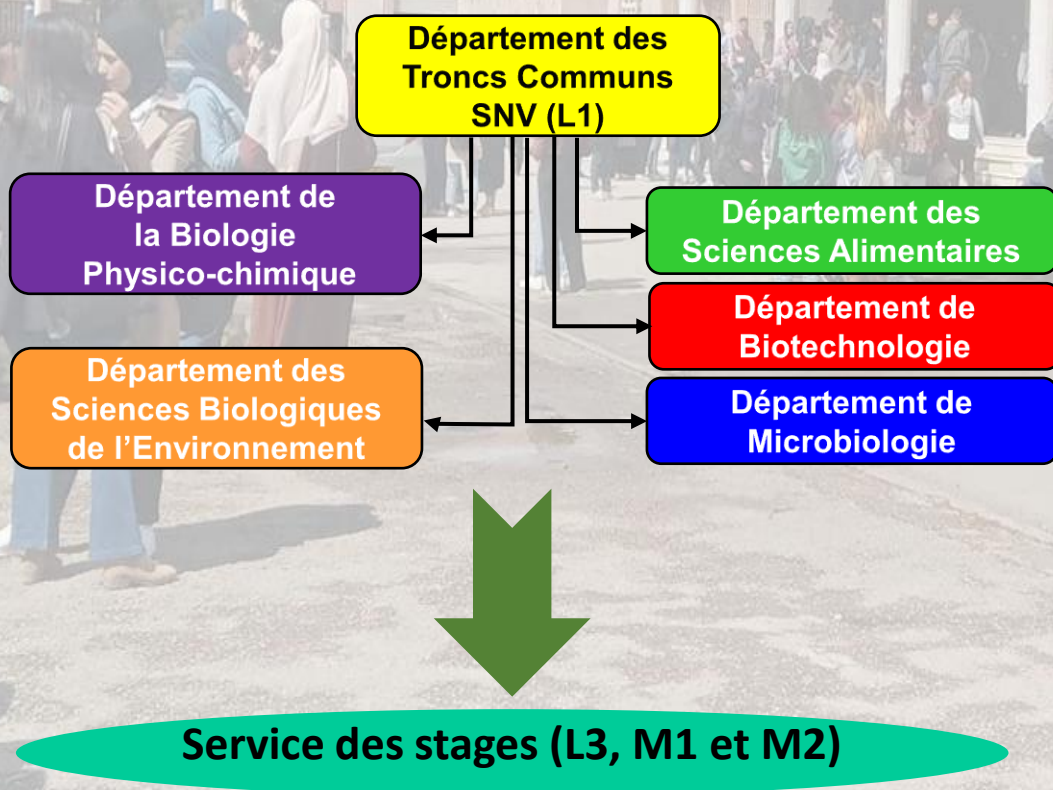 Département des
Troncs Communs
SNV (L1)
Département de
la Biologie
Physico-chimique
Département des
Sciences Biologiques
de l’Environnement
Département des
Sciences Alimentaires
Département de
Biotechnologie
Département de
Microbiologie
Service des stages (L3, M1 et M2)